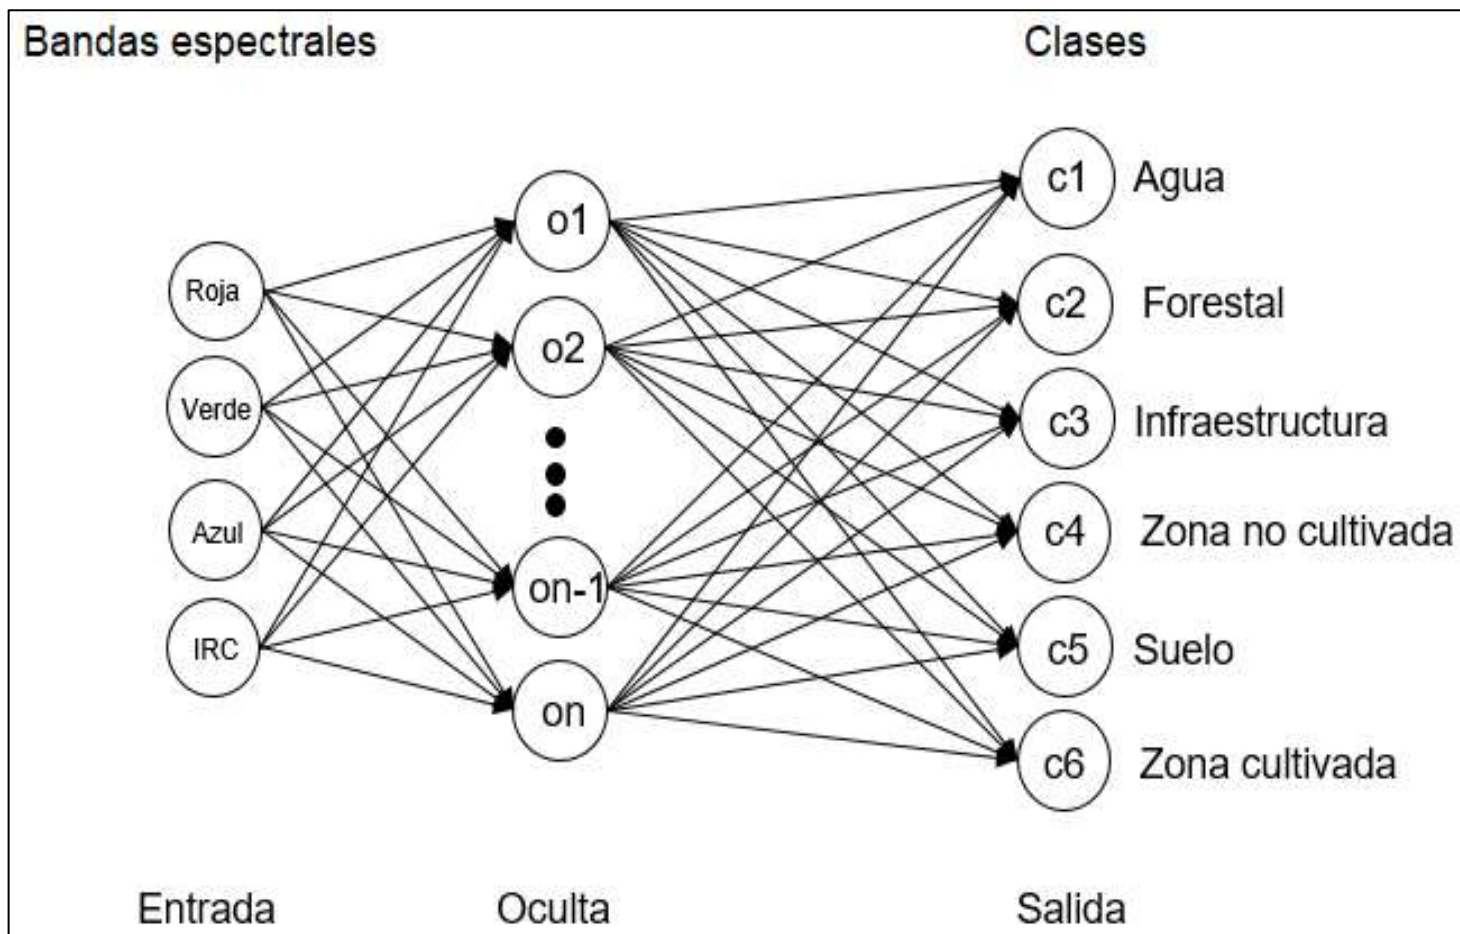 Bandas espectrales
Clases
Roja
Verde
Azul
IRC
o1
o2
on-1
on
c1 Agua
c2 Forestal
c3 Infraestructura
c4 Zona no cultivada
c5 Suelo
c6 Zona cultivada
Entrada
Oculta
Salida